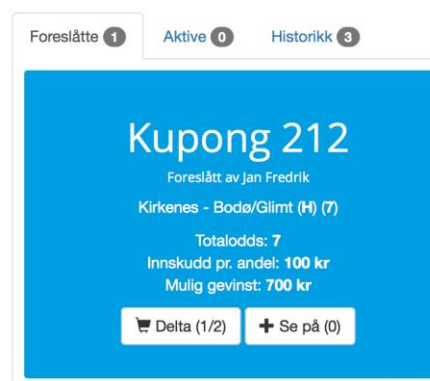 Foreslåtte 1 Aktive 0 Historikk 3
Kupong 212
Foreslått av Jan Fredrik
Kirkenes - Bodø/Glimt (H) (7)
Totalodds: 7
Innskudd pr. andel: 100 kr
Mulig gevinst: 700 kr
Delta (1/2) Se på (0)